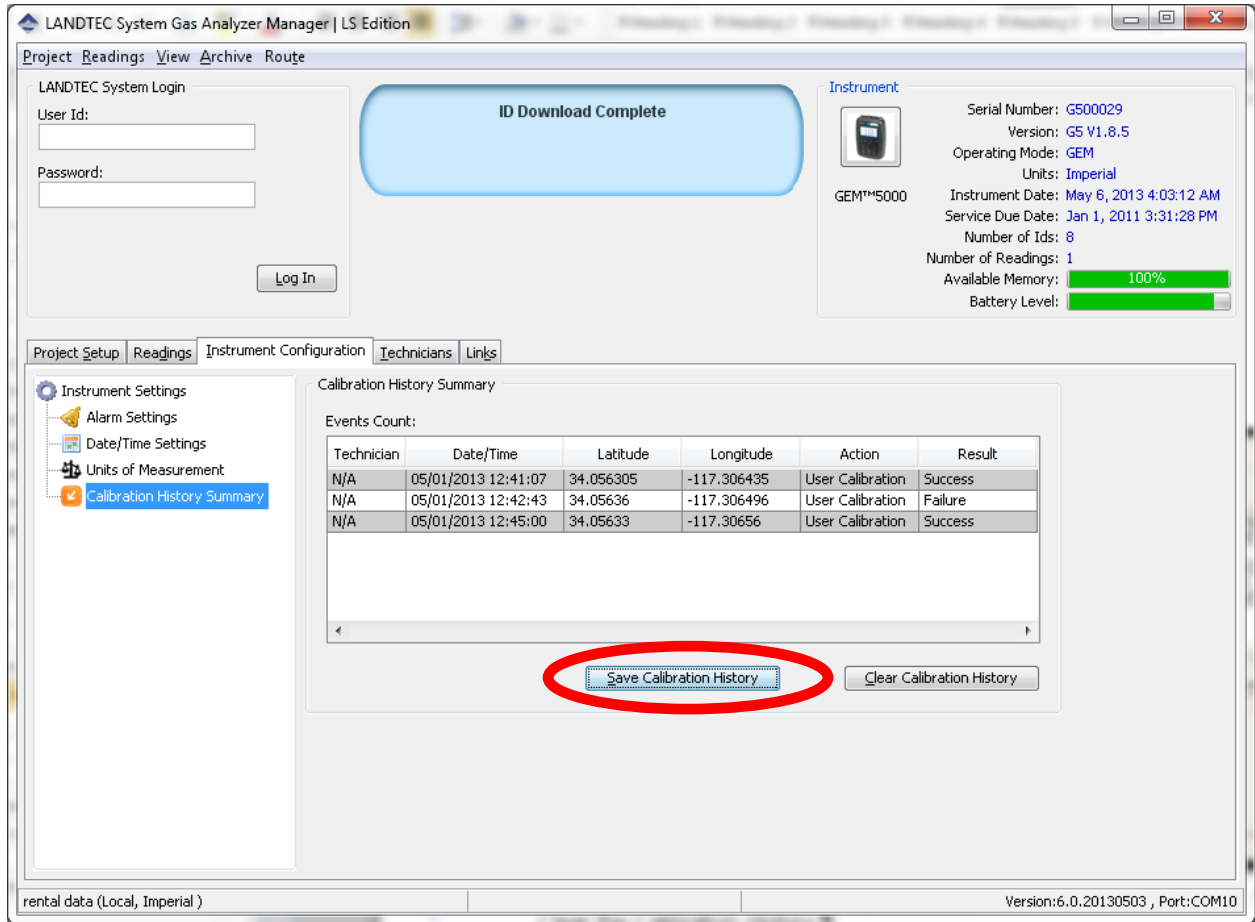 LANDTEC System Gas Analyzer Manager | LS Edition
Project Readings View Archive Route
LANDTEC System Login
User Id:
Password:
Log In
ID Download Complete
Instrument
GEM™5000
Serial Number: G500029
Version: G5 V1.8.5
Operating Mode: GEM
Units: Imperial
Instrument Date: May 6, 2013 4:03:12 AM
Service Due Date: Jan 1, 2011 3:31:28 PM
Number of Ids: 8
Number of Readings: 1
Available Memory: 100%
Battery Level:
Project Setup Readings Instrument Configuration Technicians Links
Instrument Settings
Alarm Settings
Date/Time Settings
Units of Measurement
Calibration History Summary
Calibration History Summary
Events Count:
Technician Date/Time Latitude Longitude Action Result
N/A 05/01/2013 12:41:07 34.056305 -117.306435 User Calibration Success
N/A 05/01/2013 12:42:43 34.05636 -117.306496 User Calibration Failure
N/A 05/01/2013 12:45:00 34.05633 -117.30656 User Calibration Success
Save Calibration History Clear Calibration History
rental data (Local, Imperial ) Version:6.0.20130503 , Port:COM10